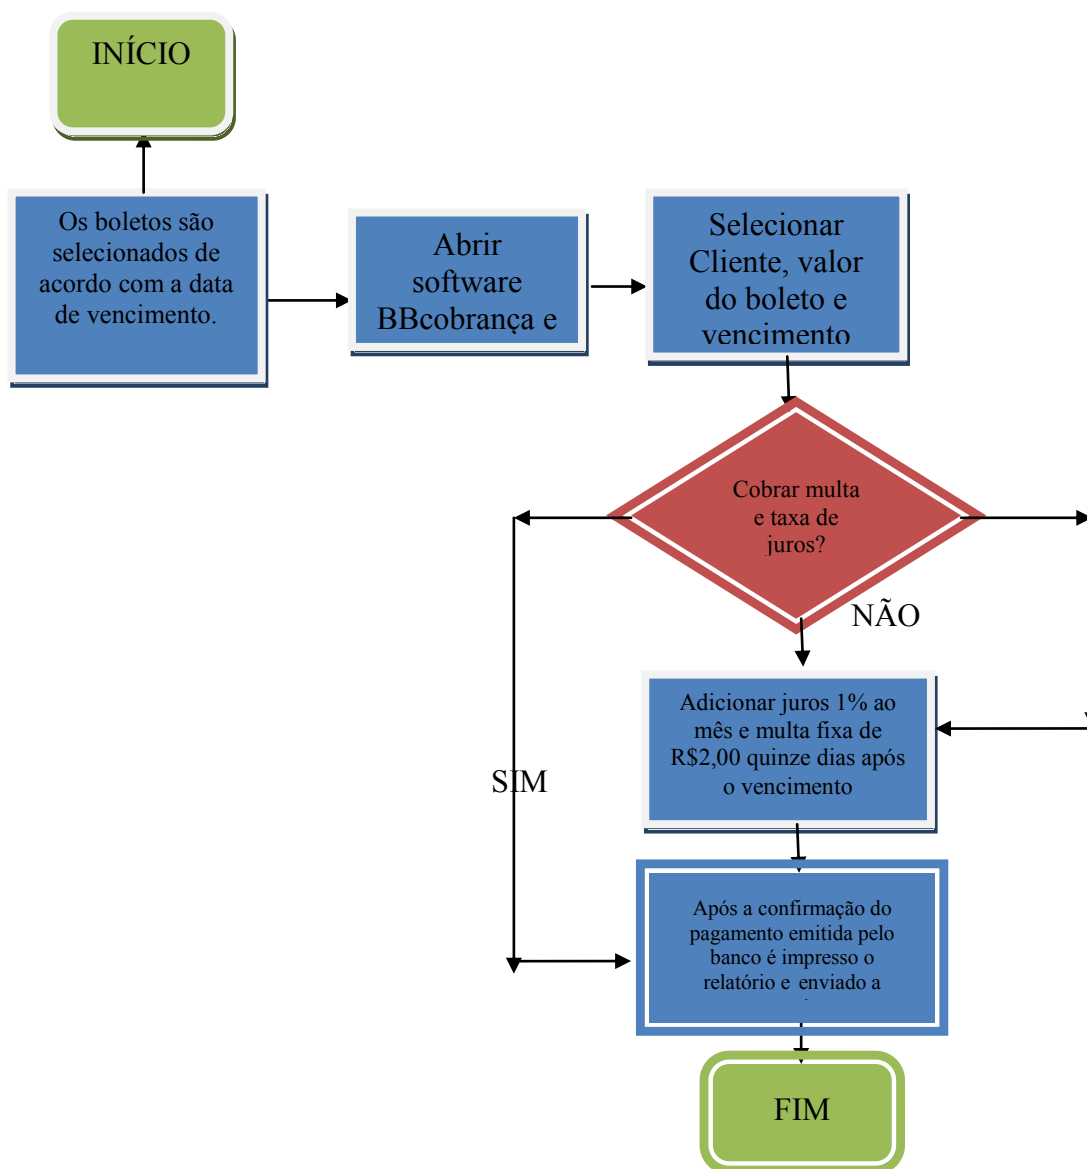 INÍCIO
Os boletos são
selecionados de
acordo com a data
de vencimento.
Abrir
software
BBcobrança e
Selecionar
Cliente, valor
do boleto e
vencimento
Cobrar multa
e taxa de
juros?
NÃO
Adicionar juros 1% ao
mês e multa fixa de
R$2,00 quinze dias após
o vencimento
SIM
Após a confirmação do
pagamento emitida pelo
banco é impresso o
relatório e enviado a
FIM